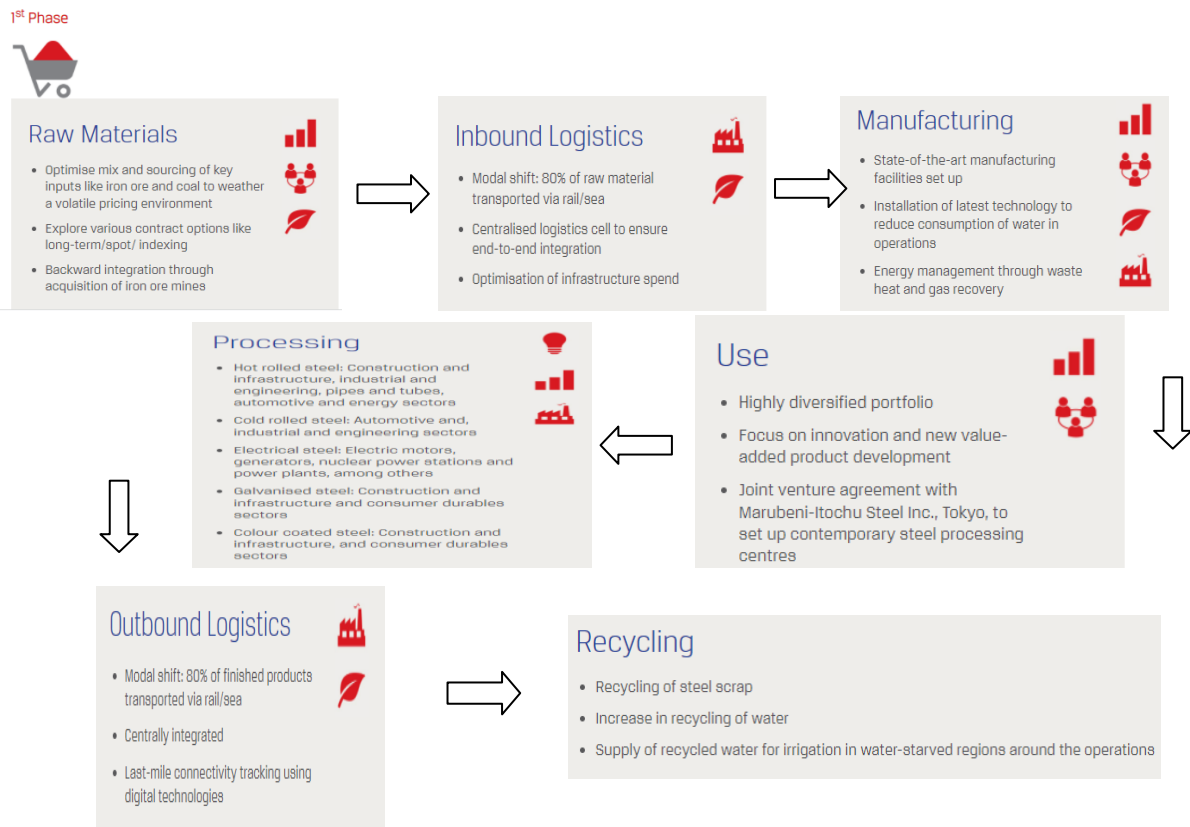 1st Phase
Raw Materials
• Optimise mix and sourcing of key
inputs like iron ore and coal to weather
a volatile pricing environment
• Explore various contract options like
long-term/spot/ indexing
• Backward integration through
acquisition of iron ore mines
Inbound Logistics
• Modal shift: 80% of raw material
transported via rail/sea
• Centralised logistics cell to ensure
end-to-end integration
• Optimisation of infrastructure spend
Manufacturing
• State-of-the-art manufacturing
facilities set up
• Installation of latest technology to
reduce consumption of water in
operations
• Energy management through waste
heat and gas recovery
Use
• Highly diversified portfolio
• Focus on innovation and new value-
added product development
• Joint venture agreement with
Marubeni-Itochu Steel Inc., Tokyo, to
set up contemporary steel processing
centres
Processing
• Hot rolled steel: Construction and
infrastructure, industrial and
engineering, pipes and tubes,
automotive and energy sectors
• Cold rolled steel: Automotive and,
industrial and engineering sectors
• Electrical steel: Electric motors,
generators, nuclear power stations and
power plants, among others
• Galvanised steel: Construction and
infrastructure and consumer durables
sectors
• Colour coated steel: Construction and
infrastructure, and consumer durables
sectors
Outbound Logistics
• Modal shift: 80% of finished products
transported via rail/sea
• Centrally integrated
• Last-mile connectivity tracking using
digital technologies
Recycling
• Recycling of steel scrap
• Increase in recycling of water
• Supply of recycled water for irrigation in water-starved regions around the operations